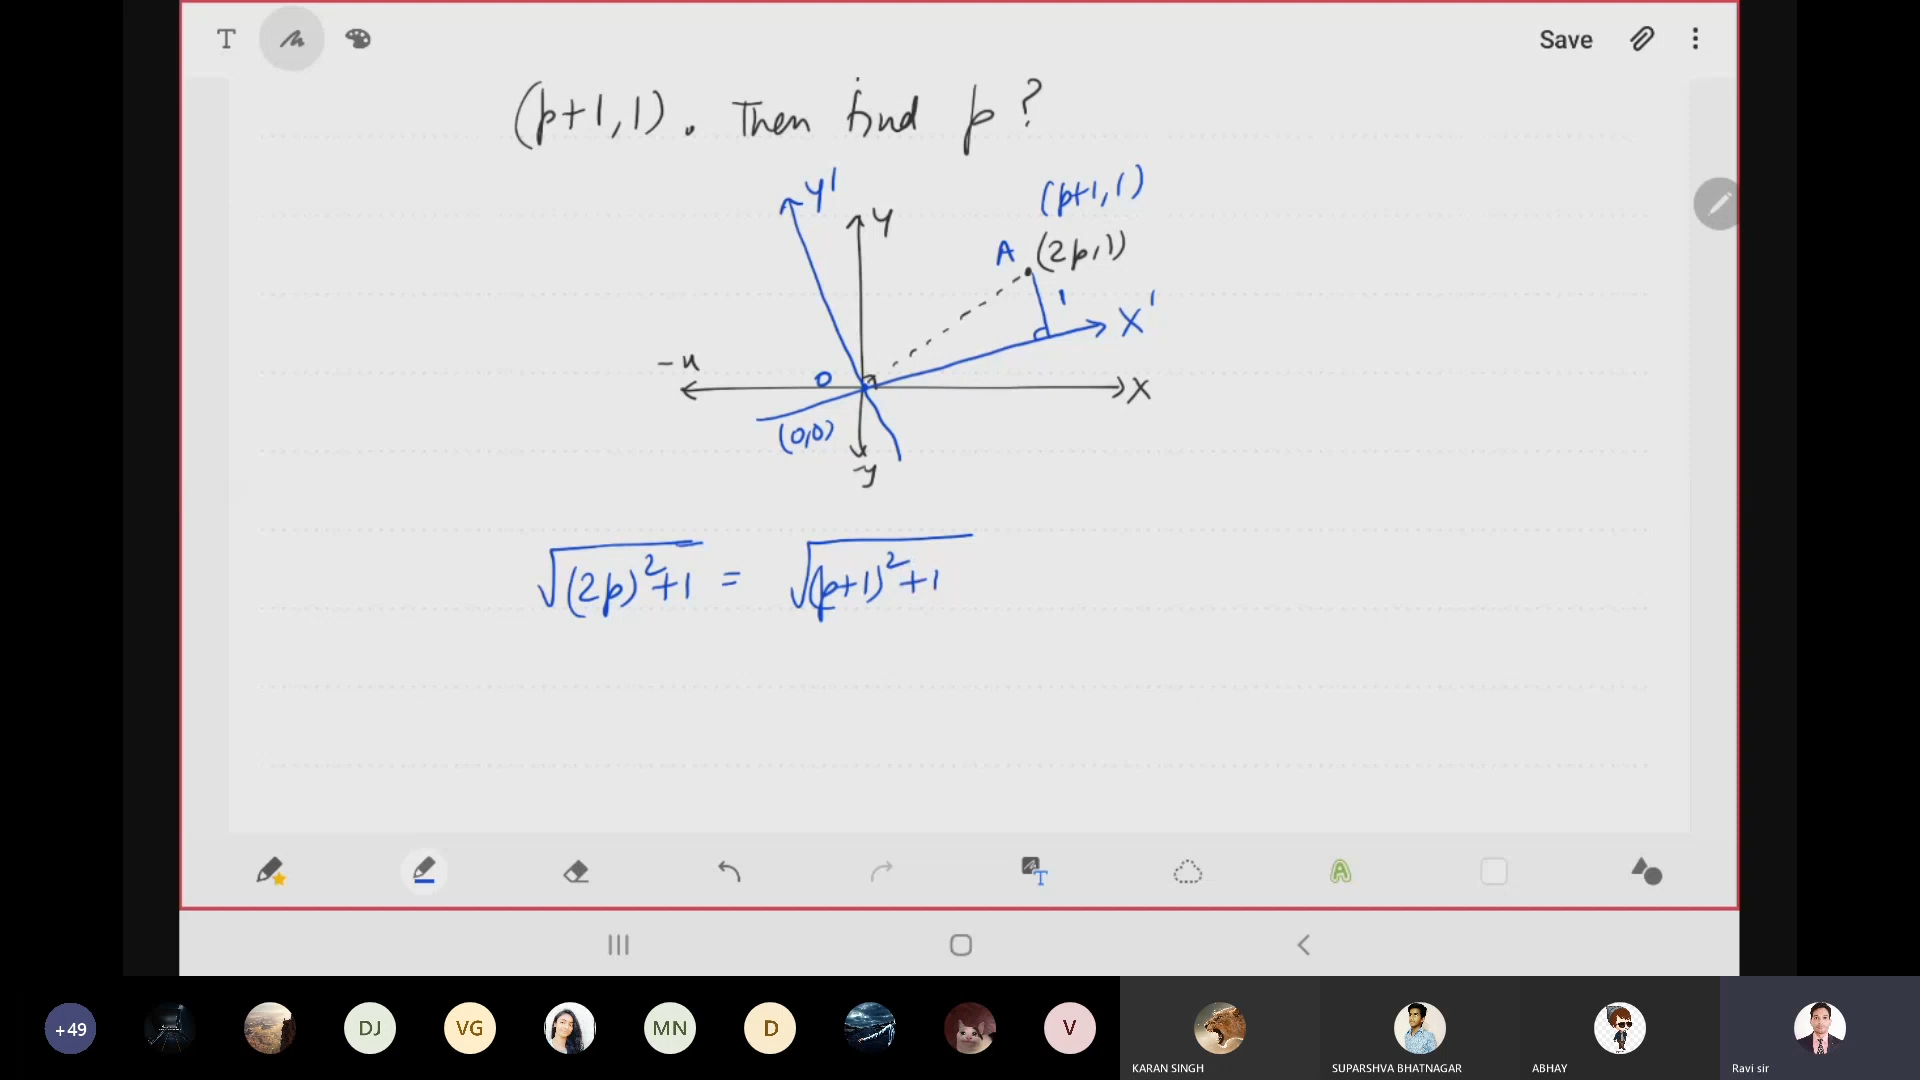 T Save
(p+1,1). Then find p?
y'
y
(p+1,1)
A (2p,1)
1
X'
-x
O
X
(0,0)
-y
√(2p)²+1 = √(p+1)²+1
T
A
+49 DJ VG MN D V
KARAN SINGH SUPARSHVA BHATNAGAR ABHAY Ravi sir